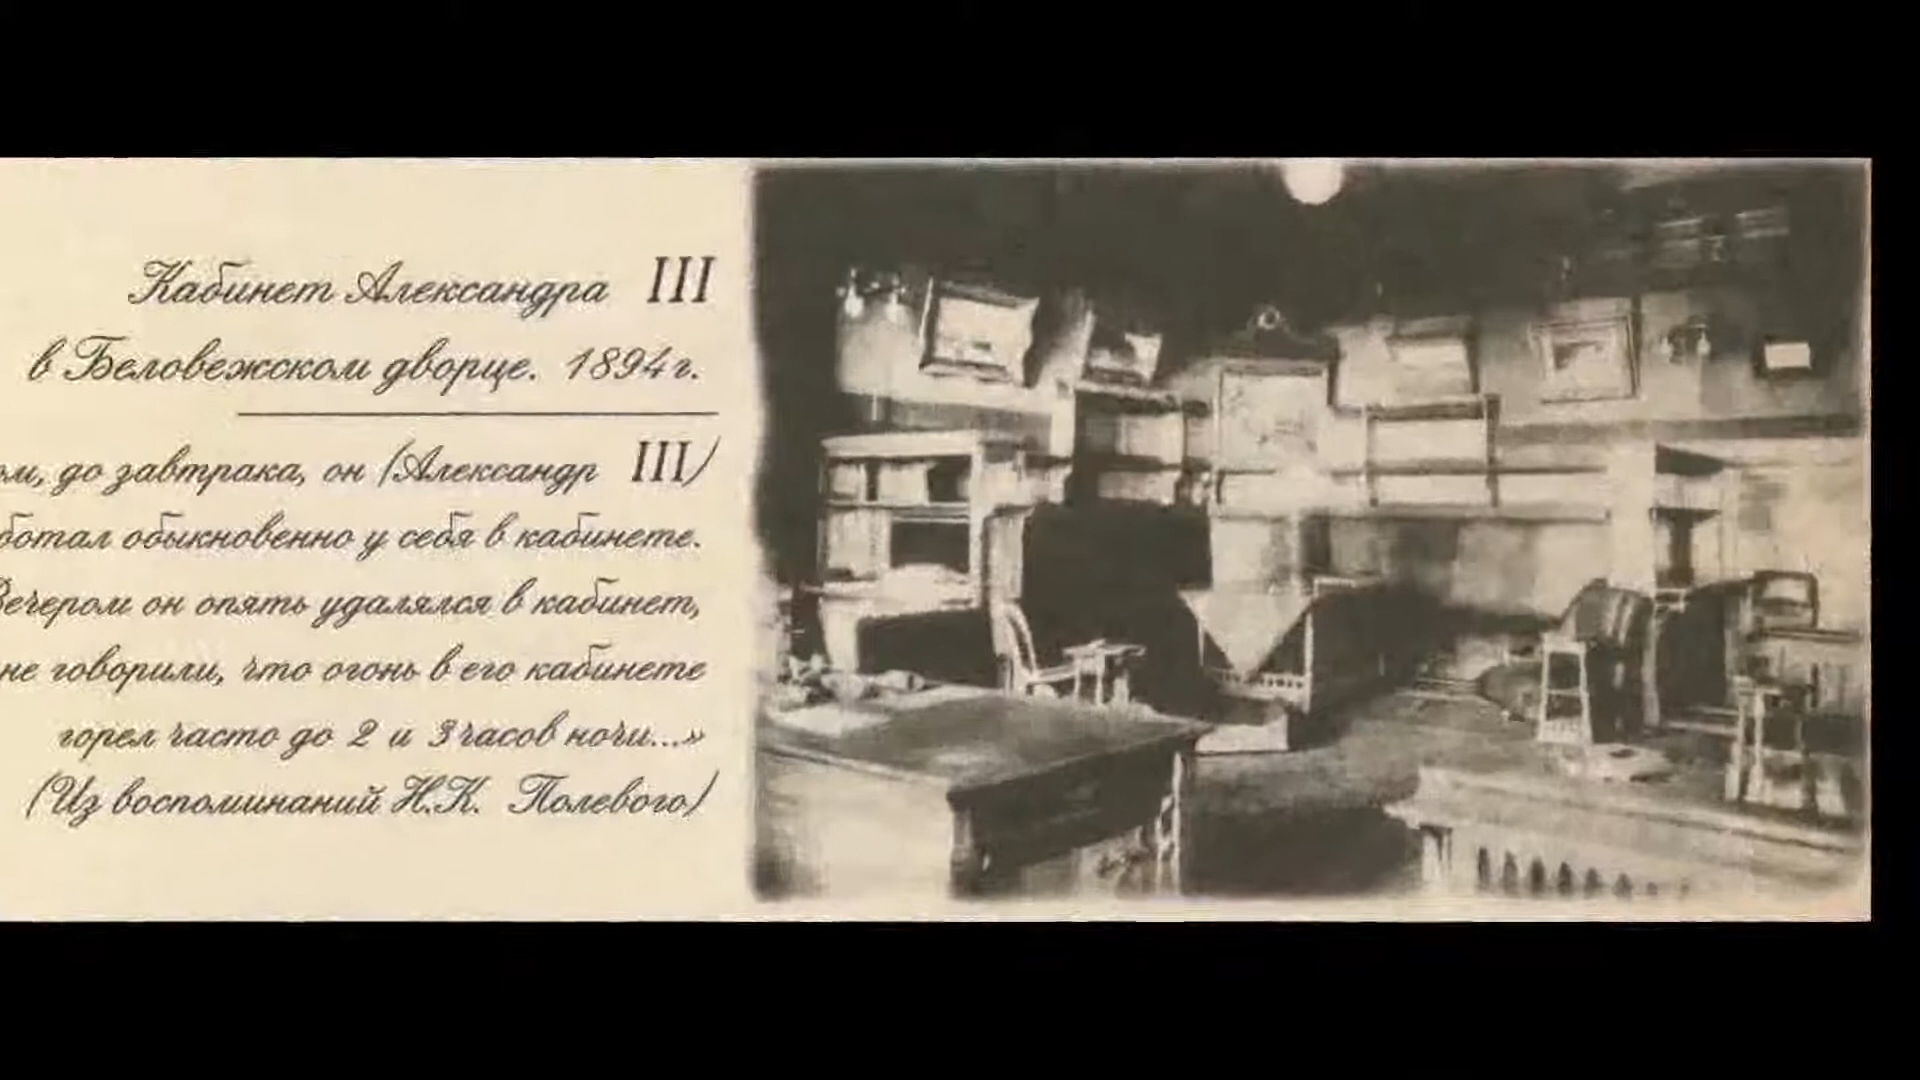 Кабинет Александра III
в Беловежском дворце. 1894г.
до завтрака, он (Александр III)
обыкновенно у себя в кабинете.
он опять удалялся в кабинет,
говорили, что огонь в его кабинете
горел часто до 2 и 3 часов ночи...»
(Из воспоминаний Н.К. Полевого)